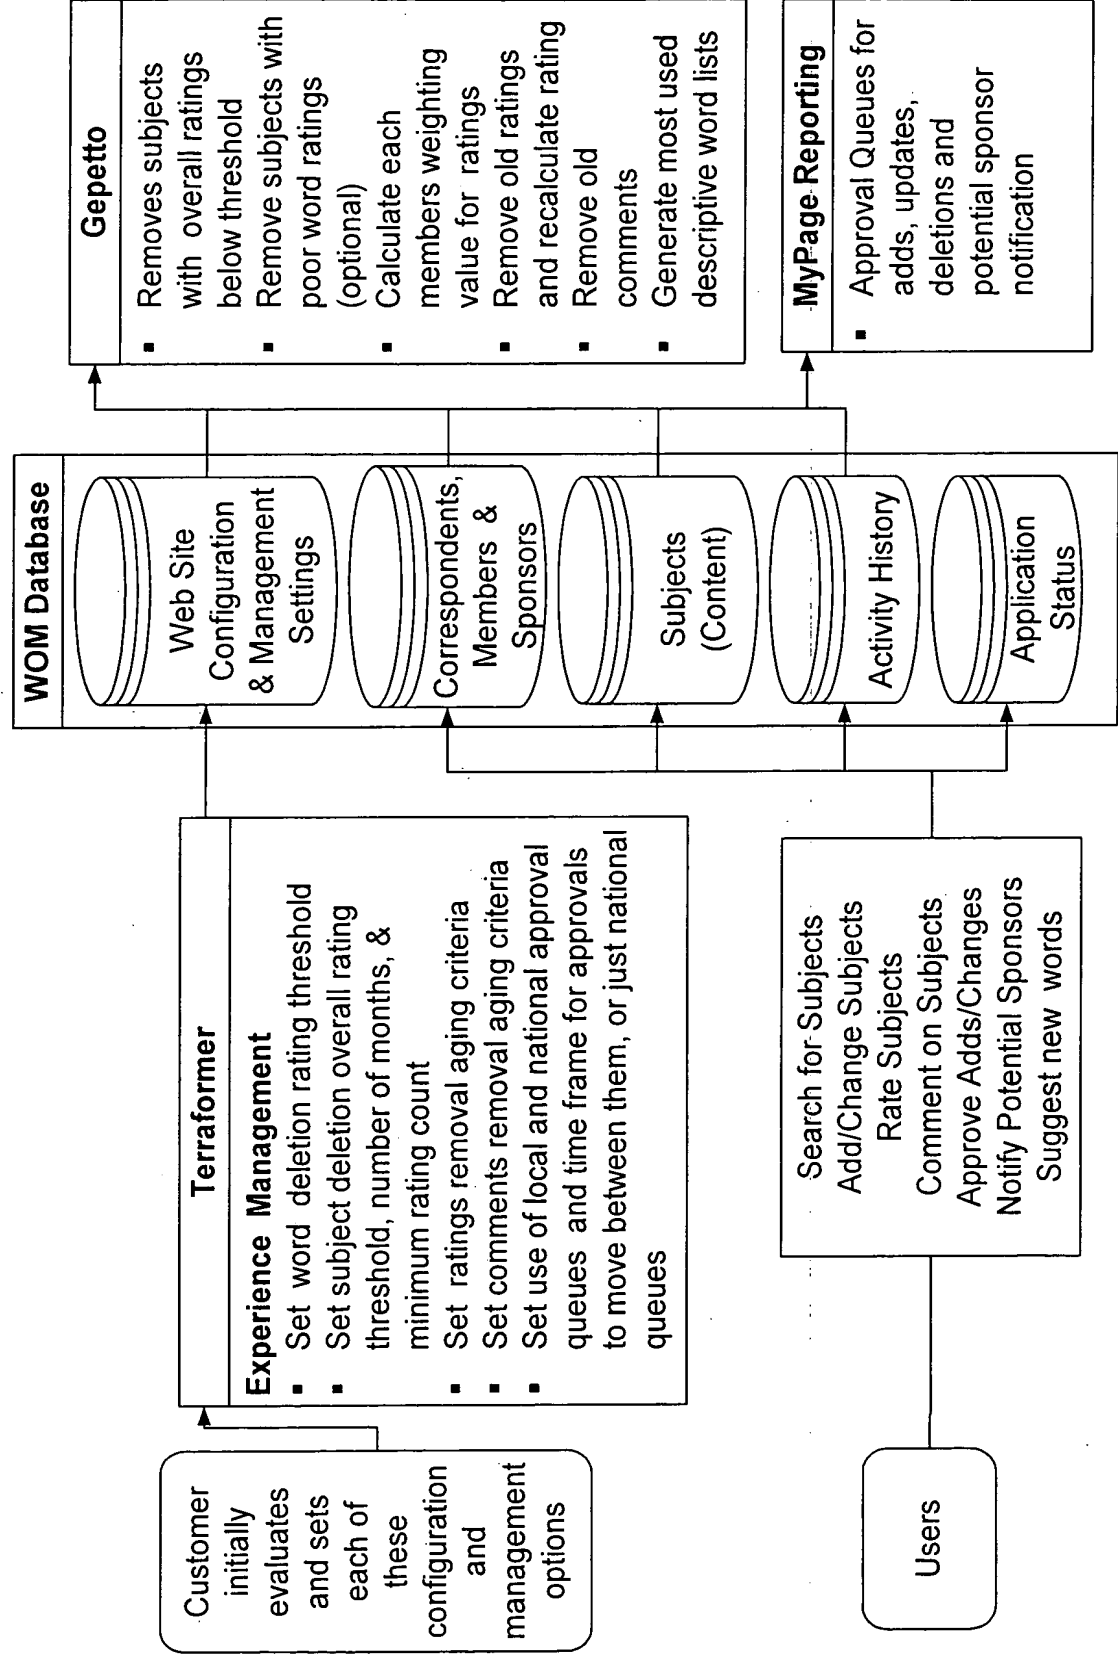 Customer
initially
evaluates
and sets
each of
these
configuration
and
management
options
Terraformer
Experience Management
▪ Set word deletion rating threshold
▪ Set subject deletion overall rating
threshold, number of months, &
minimum rating count
▪ Set ratings removal aging criteria
▪ Set comments removal aging criteria
▪ Set use of local and national approval
queues and time frame for approvals
to move between them, or just national
queues
Users
Search for Subjects
Add/Change Subjects
Rate Subjects
Comment on Subjects
Approve Adds/Changes
Notify Potential Sponsors
Suggest new words
WOM Database
Web Site
Configuration
& Management
Settings
Correspondents,
Members &
Sponsors
Subjects
(Content)
Activity History
Application
Status
Gepetto
▪ Removes subjects
with overall ratings
below threshold
▪ Remove subjects with
poor word ratings
(optional)
▪ Calculate each
members weighting
value for ratings
▪ Remove old ratings
and recalculate rating
▪ Remove old
comments
▪ Generate most used
descriptive word lists
MyPage Reporting
▪ Approval Queues for
adds, updates,
deletions and
potential sponsor
notification